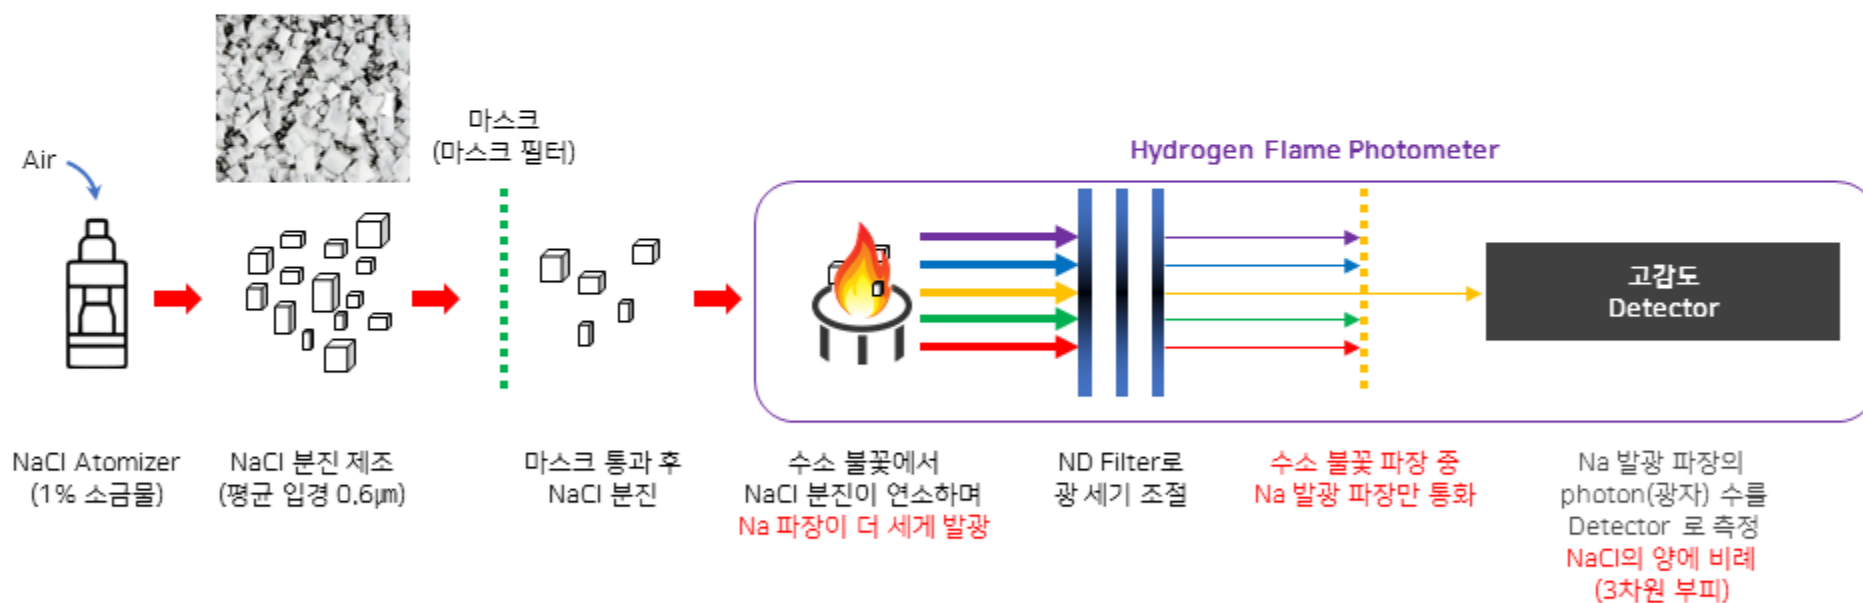 Air
마스크
(마스크 필터)
Hydrogen Flame Photometer
고감도
Detector
NaCl Atomizer
(1% 소금물)
NaCl 분진 제조
(평균 입경 0.6㎛)
마스크 통과 후
NaCl 분진
수소 불꽃에서
NaCl 분진이 연소하며
Na 파장이 더 세게 발광
ND Filter로
광 세기 조절
수소 불꽃 파장 중
Na 발광 파장만 통화
Na 발광 파장의
photon(광자) 수를
Detector 로 측정
NaCl의 양에 비례
(3차원 부피)